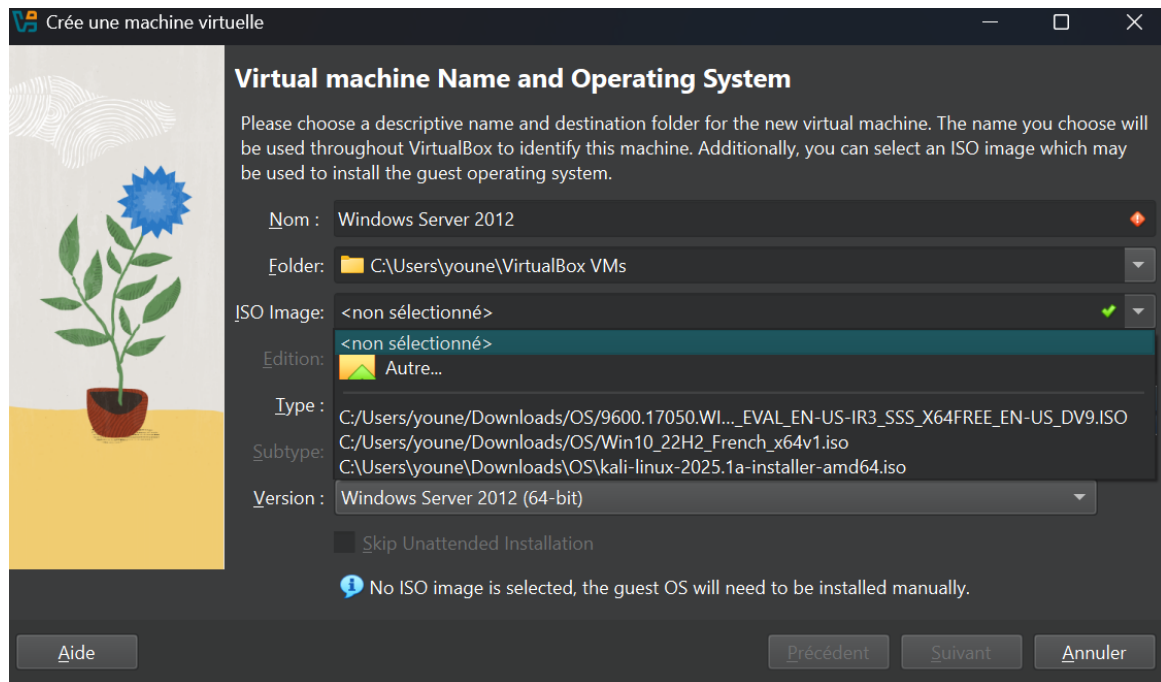 Crée une machine virtuelle
Virtual machine Name and Operating System
Please choose a descriptive name and destination folder for the new virtual machine. The name you choose will
be used throughout VirtualBox to identify this machine. Additionally, you can select an ISO image which may
be used to install the guest operating system.
Nom : Windows Server 2012
Folder: C:\Users\youne\VirtualBox VMs
ISO Image: <non sélectionné>
<non sélectionné>
Edition: Autre...
Type : C:/Users/youne/Downloads/OS/9600.17050.WI..._EVAL_EN-US-IR3_SSS_X64FREE_EN-US_DV9.ISO
C:/Users/youne/Downloads/OS/Win10_22H2_French_x64v1.iso
Subtype: C:\Users\youne\Downloads\OS\kali-linux-2025.1a-installer-amd64.iso
Version : Windows Server 2012 (64-bit)
Skip Unattended Installation
No ISO image is selected, the guest OS will need to be installed manually.
Aide Précédent Suivant Annuler